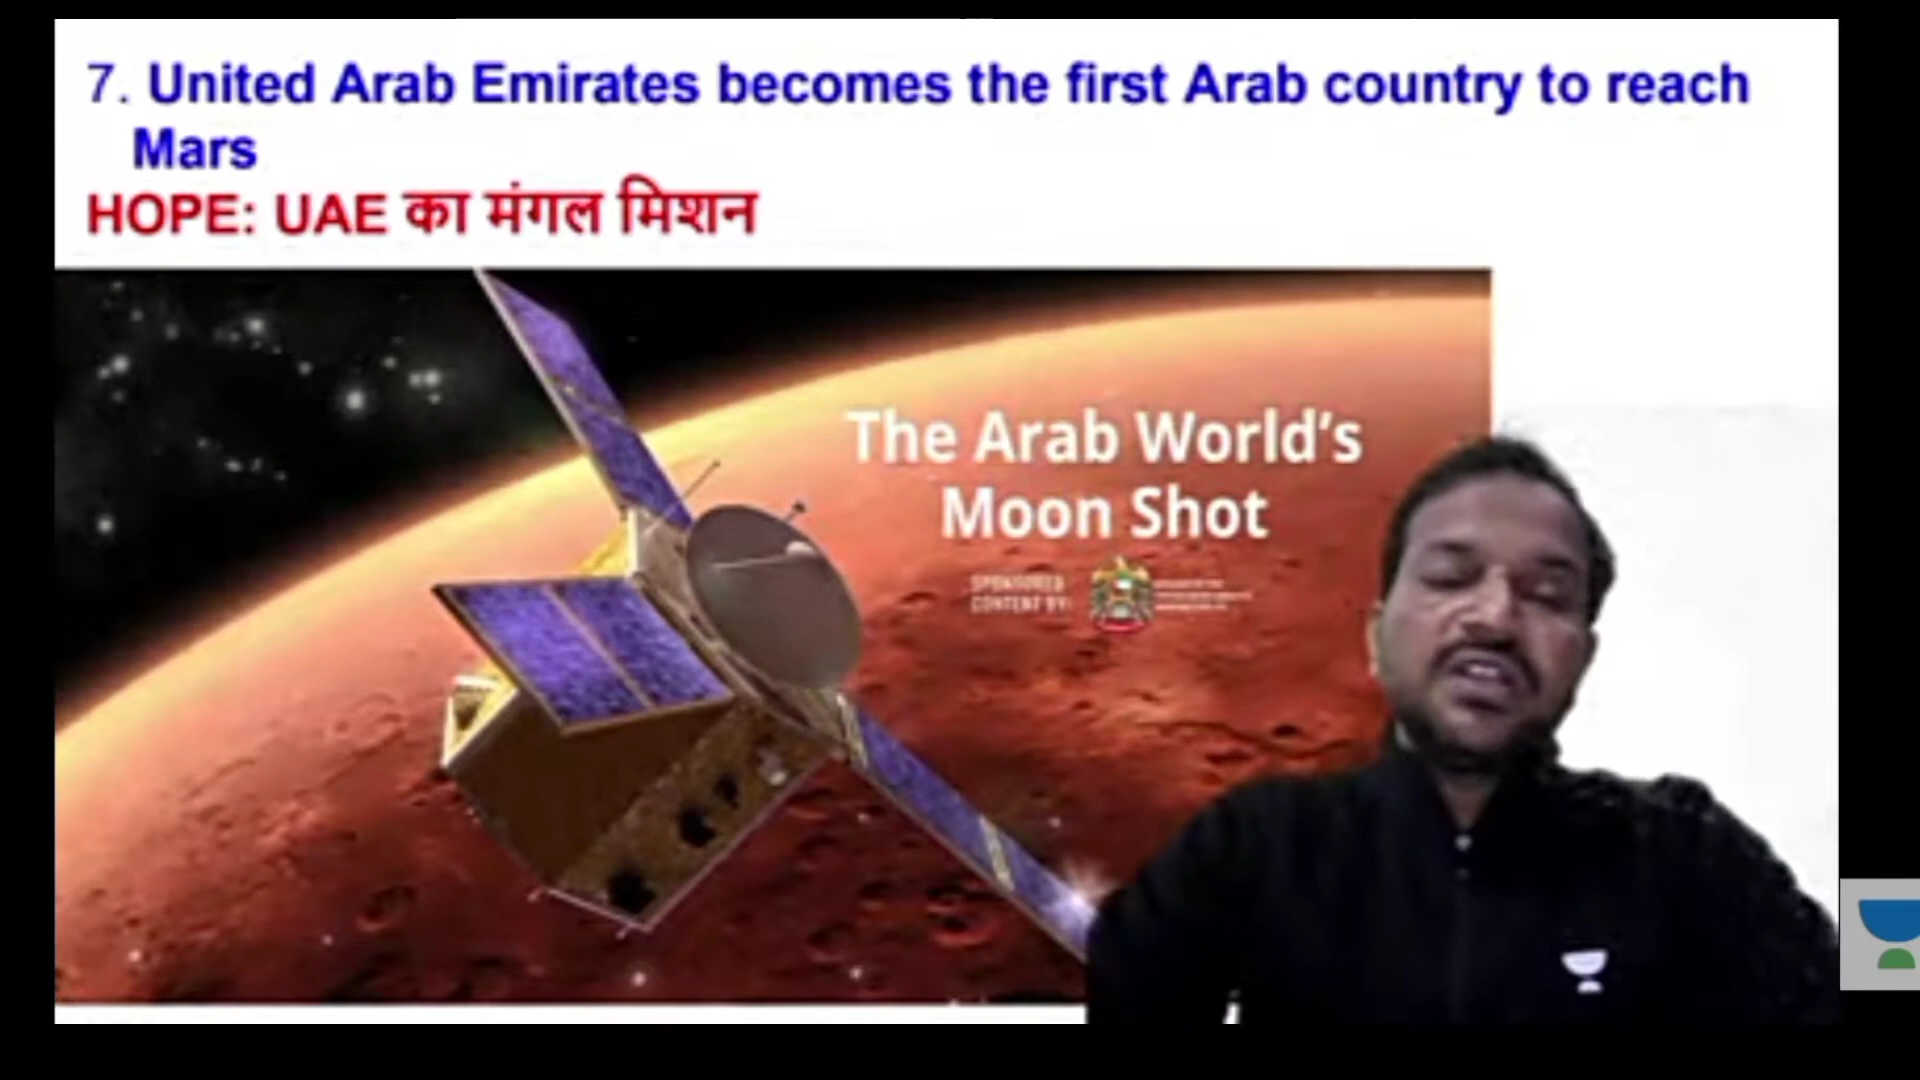 7. United Arab Emirates becomes the first Arab country to reach
Mars
HOPE: UAE का मंगल मिशन
The Arab World's
Moon Shot
SPONSORED
CONTENT BY: